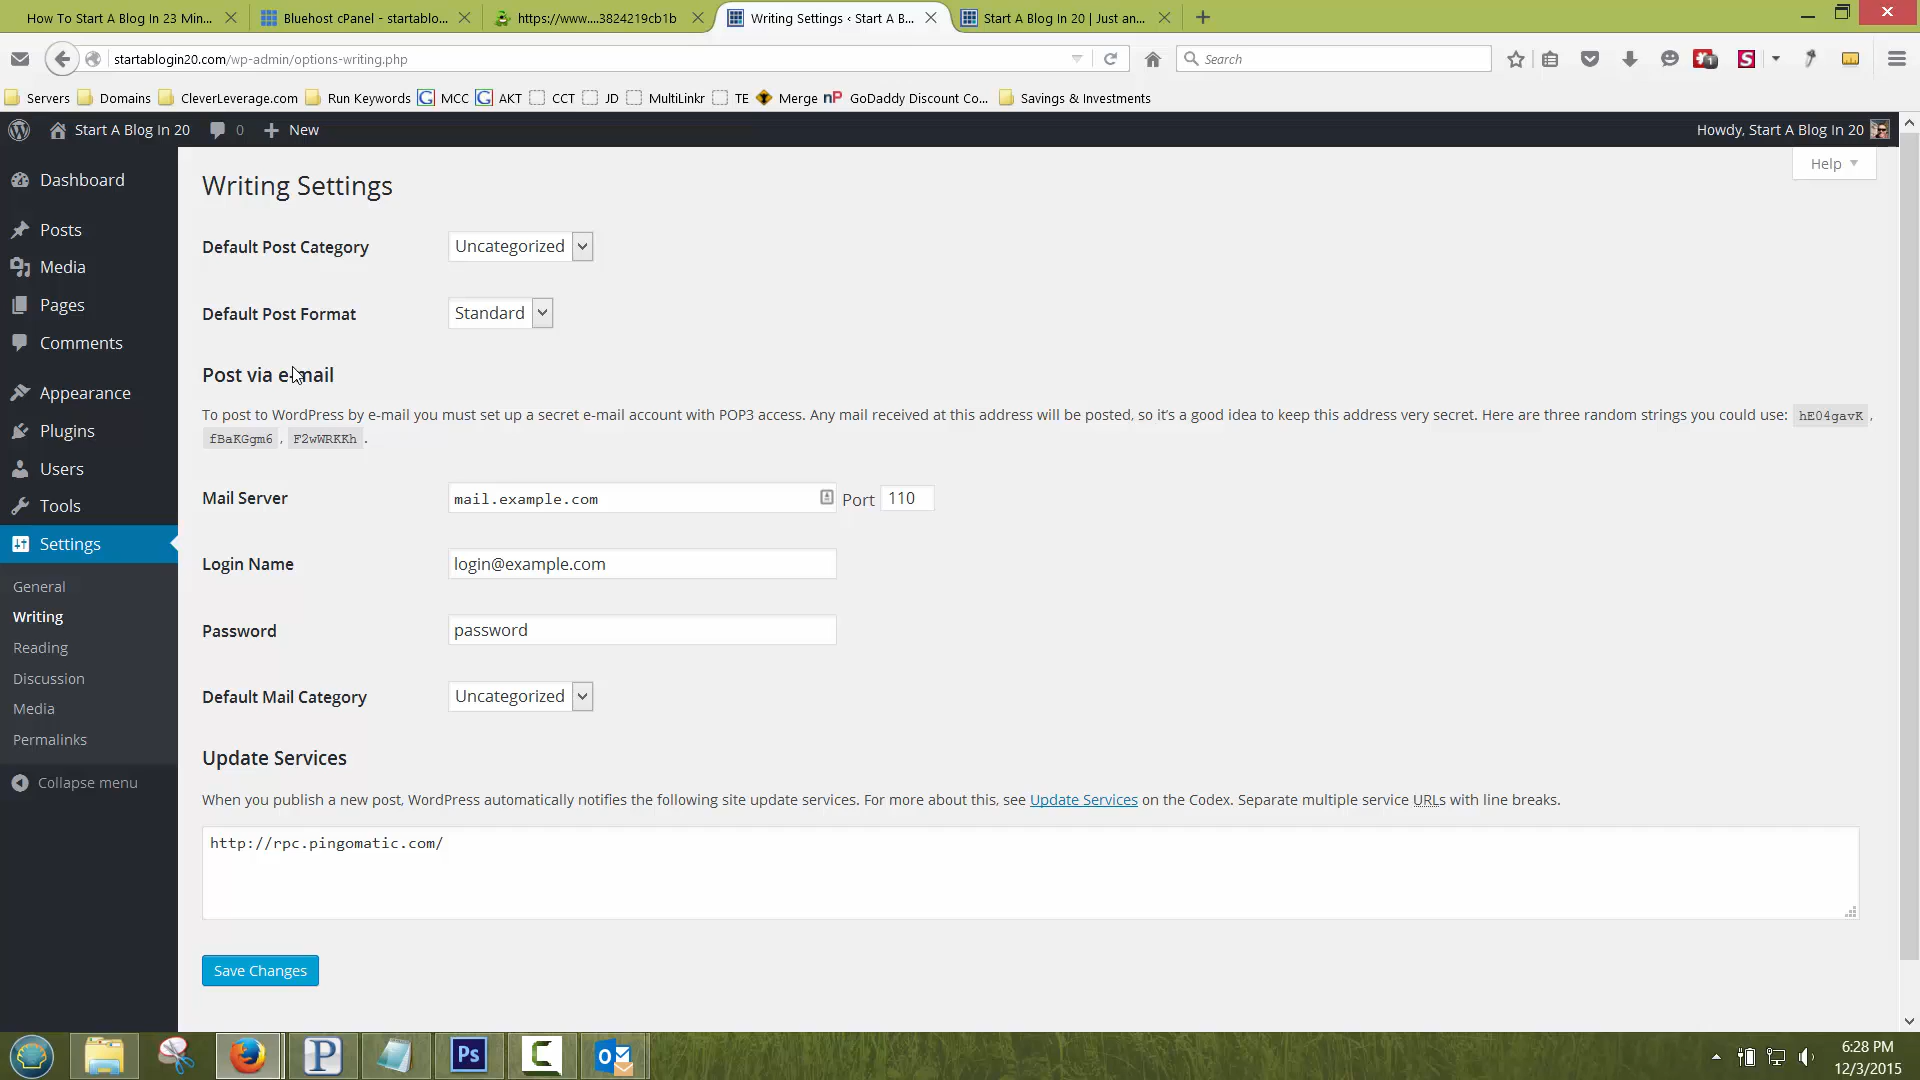 How To Start A Blog In 23 Min...
Bluehost cPanel - startablo...
https://www....3824219cb1b
Writing Settings ‹ Start A B...
Start A Blog In 20 | Just an...
startablogin20.com/wp-admin/options-writing.php
Search
1
S
Servers
Domains
CleverLeverage.com
Run Keywords
MCC
AKT
CCT
JD
MultiLinkr
TE
Merge
nP GoDaddy Discount Co...
Savings & Investments
Start A Blog In 20
0
New
Howdy, Start A Blog In 20
Help
Dashboard
Posts
Media
Pages
Comments
Appearance
Plugins
Users
Tools
Settings
General
Writing
Reading
Discussion
Media
Permalinks
Collapse menu
Writing Settings
Default Post Category Uncategorized
Default Post Format Standard
Post via e-mail
To post to WordPress by e-mail you must set up a secret e-mail account with POP3 access. Any mail received at this address will be posted, so it's a good idea to keep this address very secret. Here are three random strings you could use: hE04gavK ,
fBaKGgm6 , F2wWRKKh .
Mail Server mail.example.com Port 110
Login Name login@example.com
Password password
Default Mail Category Uncategorized
Update Services
When you publish a new post, WordPress automatically notifies the following site update services. For more about this, see Update Services on the Codex. Separate multiple service URLs with line breaks.
http://rpc.pingomatic.com/
Save Changes
P
Ps
C
6:28 PM
12/3/2015